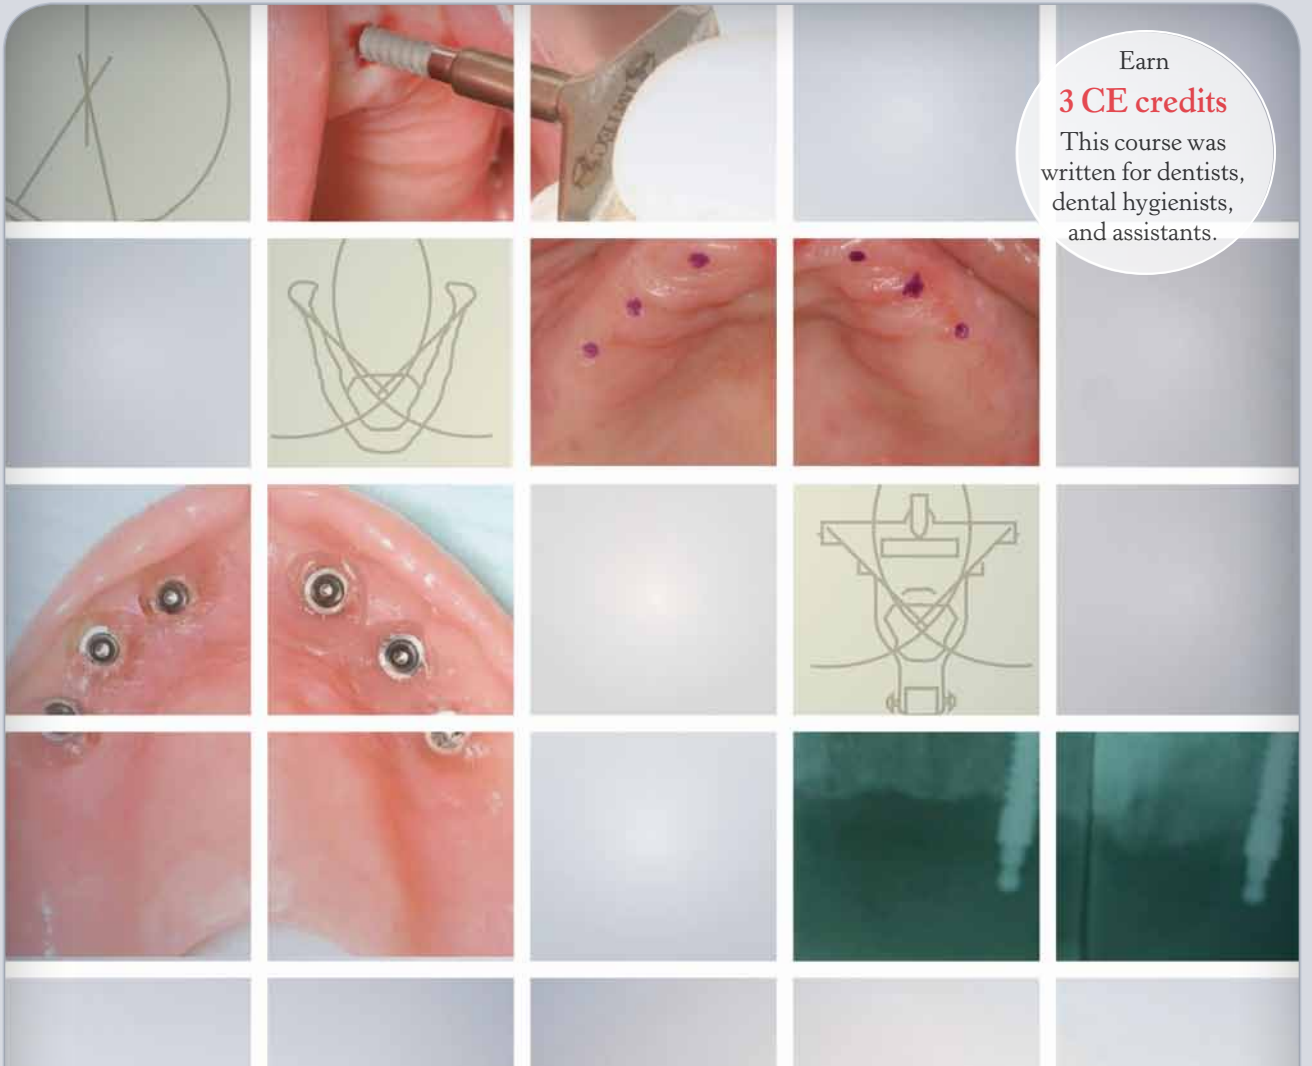 Earn
3 CE credits
This course was
written for dentists,
dental hygienists,
and assistants.